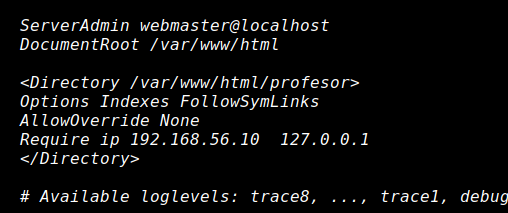 ServerAdmin webmaster@localhost
DocumentRoot /var/www/html
<Directory /var/www/html/profesor>
Options Indexes FollowSymLinks
AllowOverride None
Require ip 192.168.56.10  127.0.0.1
</Directory>
# Available loglevels: trace8, ..., trace1, debug